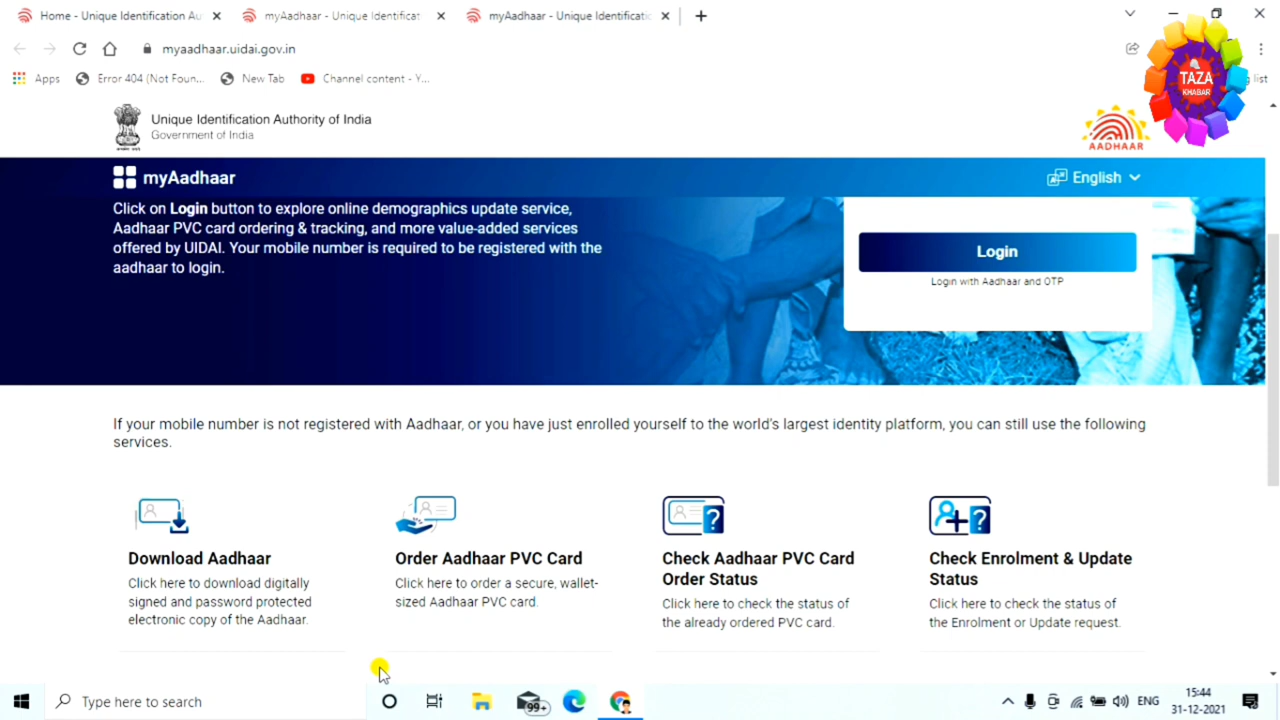 Home - Unique Identification Au
myAadhaar - Unique Identificat
myAadhaar - Unique Identificatio
myaadhaar.uidai.gov.in
Apps
Error 404 (Not Foun...
New Tab
Channel content - Y...
g list
TAZA
KHABAR
Unique Identification Authority of India
Government of India
AADHAAR
myAadhaar
English
Click on Login button to explore online demographics update service,
Aadhaar PVC card ordering & tracking, and more value-added services
offered by UIDAI. Your mobile number is required to be registered with the
aadhaar to login.
Login
Login with Aadhaar and OTP
If your mobile number is not registered with Aadhaar, or you have just enrolled yourself to the world's largest identity platform, you can still use the following
services.
Download Aadhaar
Click here to download digitally
signed and password protected
electronic copy of the Aadhaar.
Order Aadhaar PVC Card
Click here to order a secure, wallet-
sized Aadhaar PVC card.
Check Aadhaar PVC Card
Order Status
Click here to check the status of
the already ordered PVC card.
Check Enrolment & Update
Status
Click here to check the status of
the Enrolment or Update request.
Type here to search
99+
ENG
15:44
31-12-2021